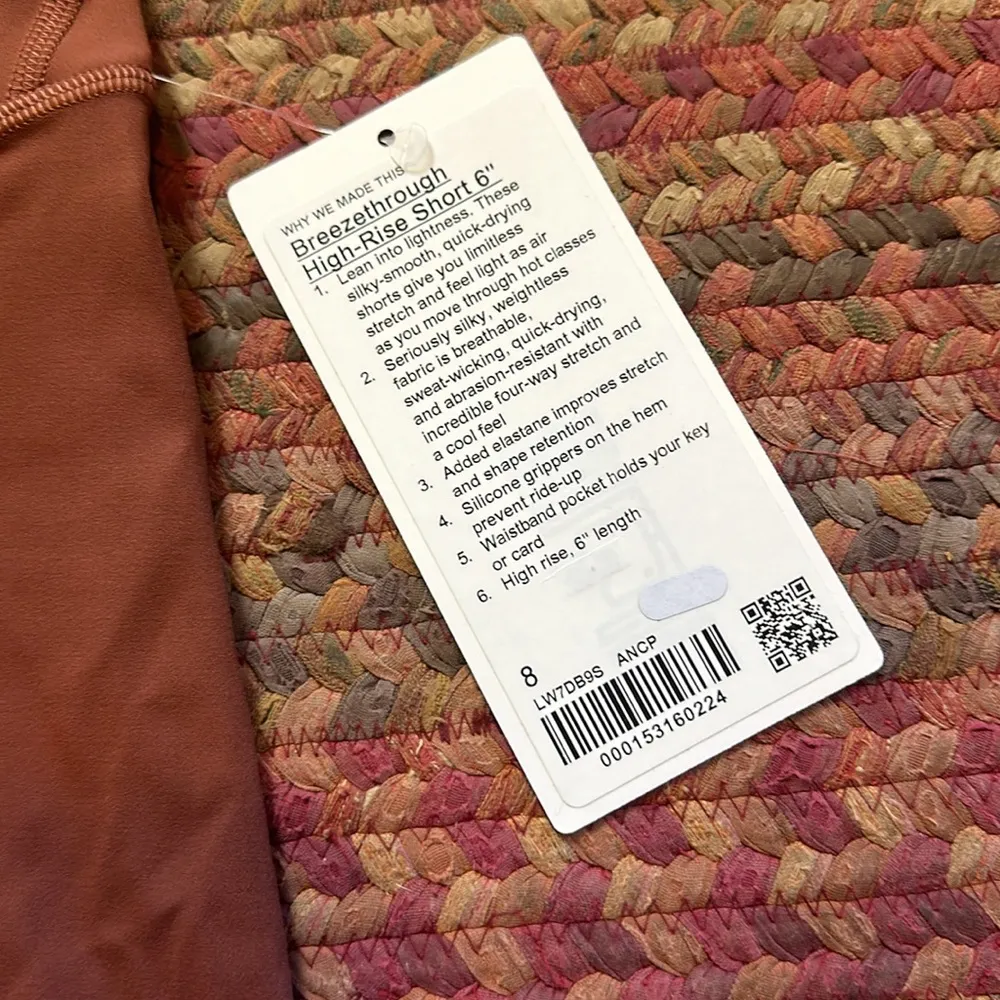 WHY WE MADE THIS
Breezethrough
High-Rise Short 6"
1. Lean into lightness. These
silky-smooth, quick-drying
shorts give you limitless
stretch and feel light as air
as you move through hot classes
2. Seriously silky, weightless
fabric is breathable,
sweat-wicking, quick-drying,
and abrasion-resistant with
incredible four-way stretch and
a cool feel
3. Added elastane improves stretch
and shape retention
4. Silicone grippers on the hem
prevent ride-up
5. Waistband pocket holds your key
or card
6. High rise, 6" length
8
LW7DB9S ANCP
000153160224